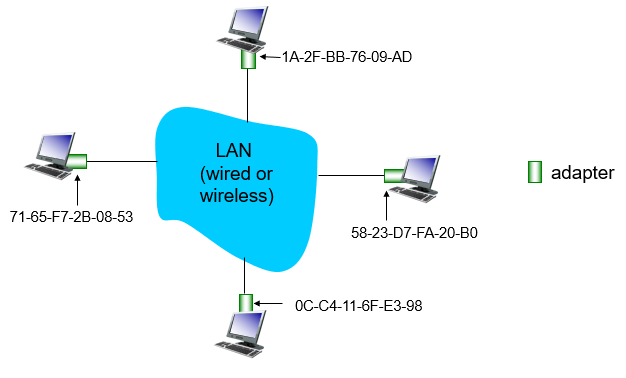 1A-2F-BB-76-09-AD
LAN
(wired or
wireless)
adapter
71-65-F7-2B-08-53
58-23-D7-FA-20-B0
0C-C4-11-6F-E3-98